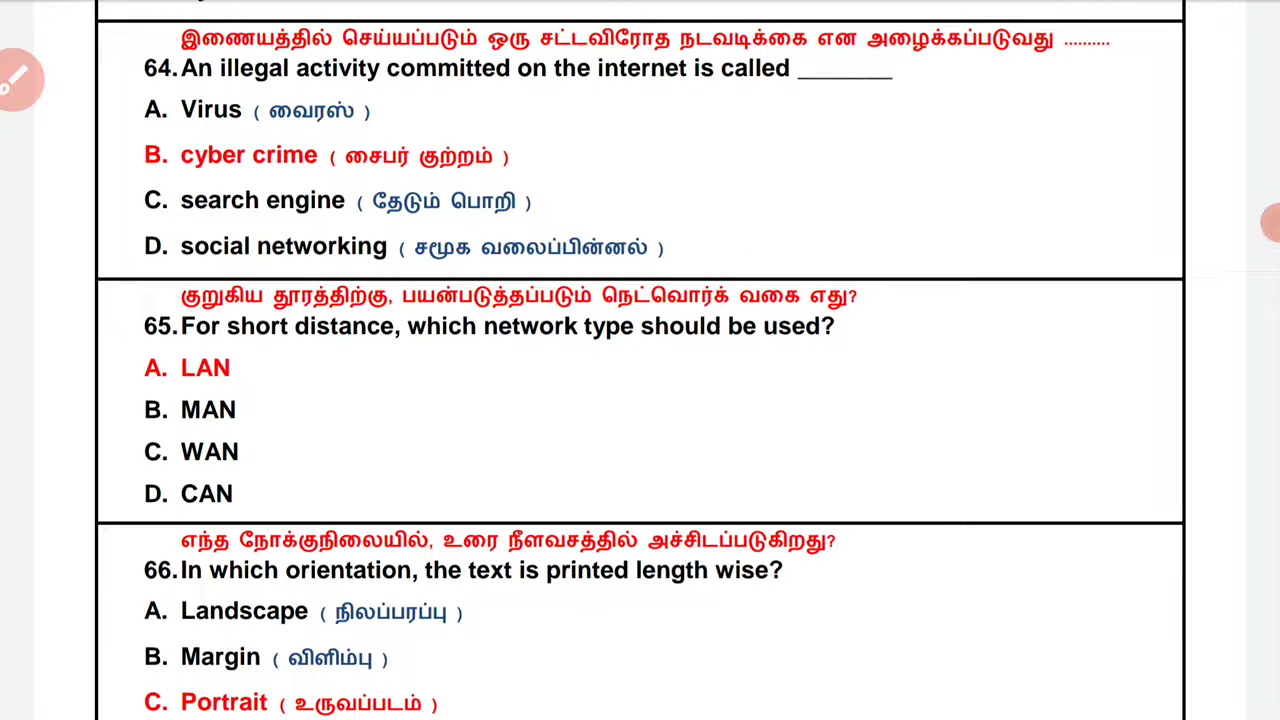 இணையத்தில் செய்யப்படும் ஒரு சட்டவிரோத நடவடிக்கை என அழைக்கப்படுவது ..........
64. An illegal activity committed on the internet is called _______
A. Virus ( வைரஸ் )
B. cyber crime ( சைபர் குற்றம் )
C. search engine ( தேடும் பொறி )
D. social networking ( சமூக வலைப்பின்னல் )
குறுகிய தூரத்திற்கு, பயன்படுத்தப்படும் நெட்வொர்க் வகை எது?
65. For short distance, which network type should be used?
A. LAN
B. MAN
C. WAN
D. CAN
எந்த நோக்குநிலையில், உரை நீளவசத்தில் அச்சிடப்படுகிறது?
66. In which orientation, the text is printed length wise?
A. Landscape ( நிலப்பரப்பு )
B. Margin ( விளிம்பு )
C. Portrait ( உருவப்படம் )